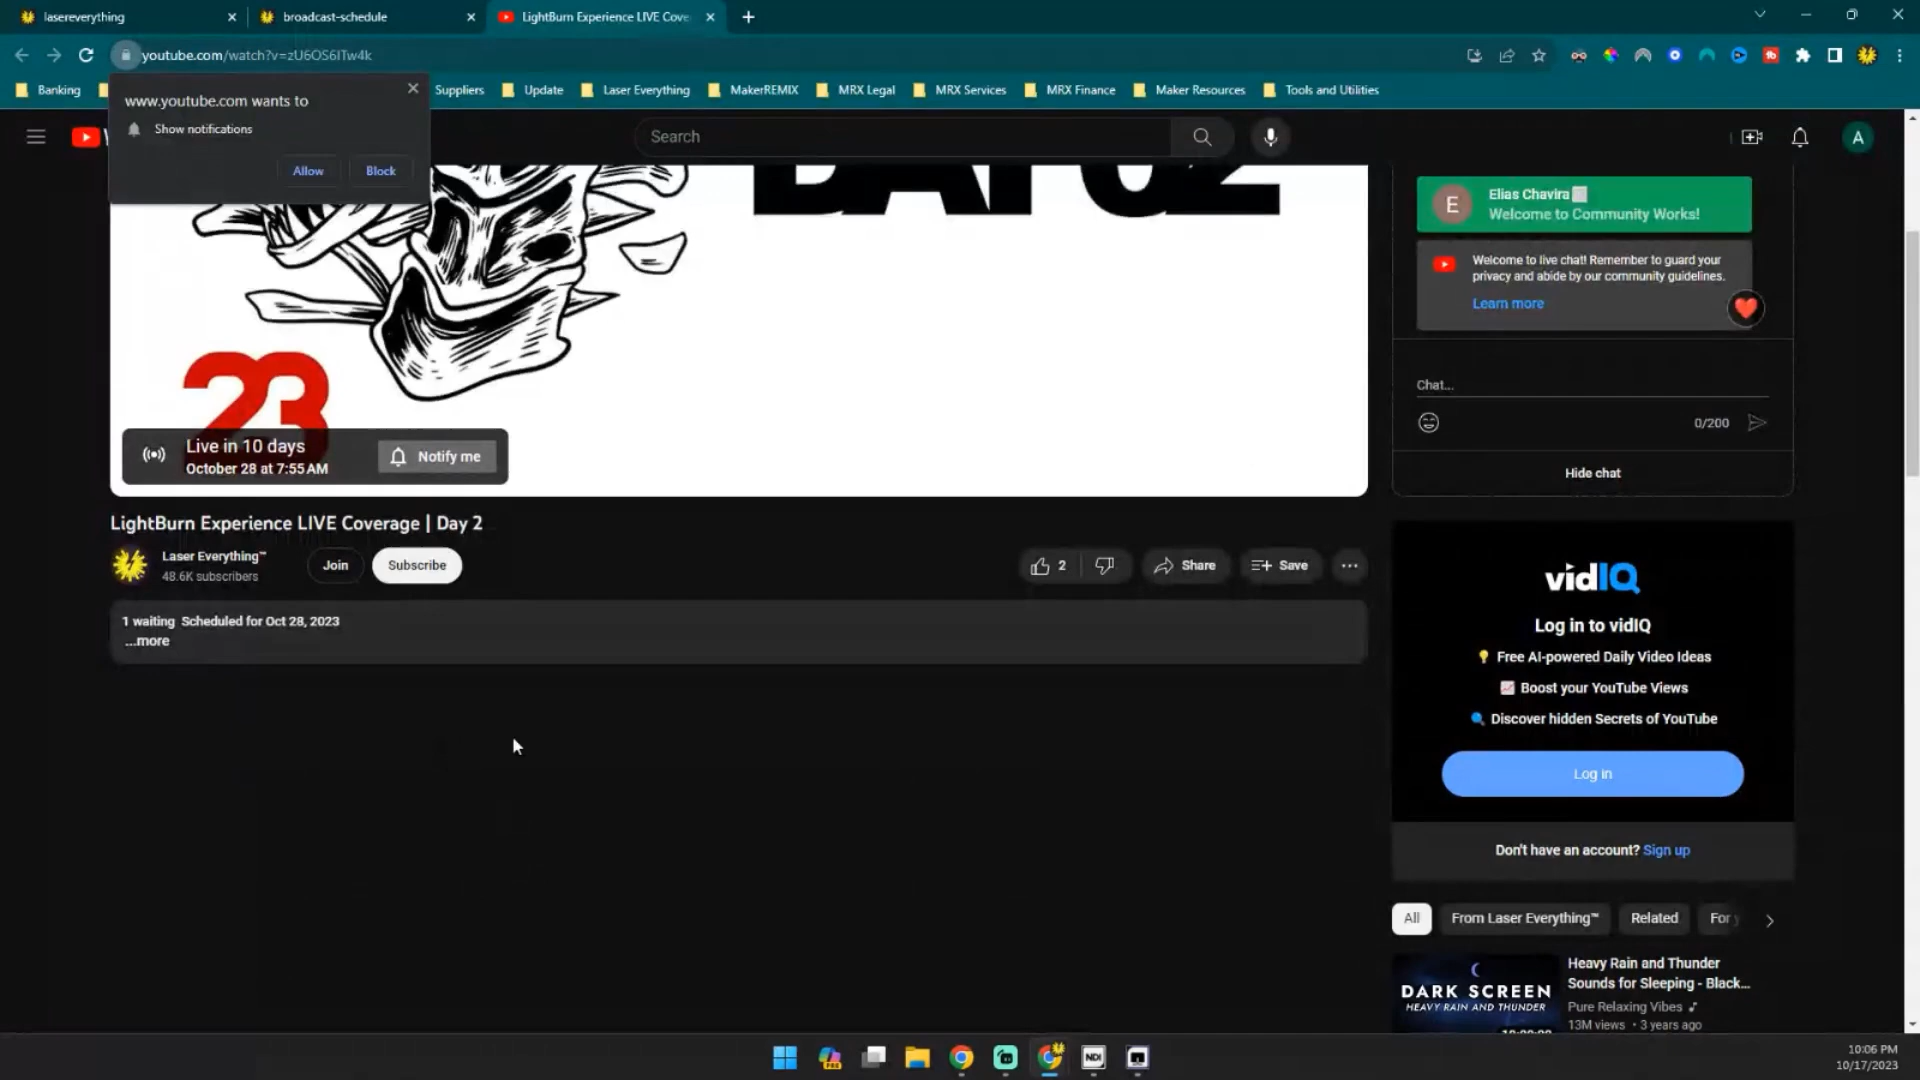 lasereverything
broadcast-schedule
LightBurn Experience LIVE Cove
youtube.com/watch?v=zU6OS6ITw4k
Banking
Suppliers
Update
Laser Everything
MakerREMIX
MRX Legal
MRX Services
MRX Finance
Maker Resources
Tools and Utilities
www.youtube.com wants to
Show notifications
Allow
Block
Search
A
DAY 02
23
Live in 10 days
October 28 at 7:55 AM
Notify me
E
Elias Chavira
Welcome to Community Works!
Welcome to live chat! Remember to guard your
privacy and abide by our community guidelines.
Learn more
Chat...
0/200
Hide chat
LightBurn Experience LIVE Coverage | Day 2
Laser Everything™
48.6K subscribers
Join
Subscribe
2
Share
Save
1 waiting Scheduled for Oct 28, 2023
...more
vidIQ
Log in to vidIQ
Free AI-powered Daily Video Ideas
Boost your YouTube Views
Discover hidden Secrets of YouTube
Log in
Don't have an account? Sign up
All
From Laser Everything™
Related
For
DARK SCREEN
HEAVY RAIN AND THUNDER
Heavy Rain and Thunder
Sounds for Sleeping - Black...
Pure Relaxing Vibes
13M views • 3 years ago
PRE
NDI
10:06 PM
10/17/2023